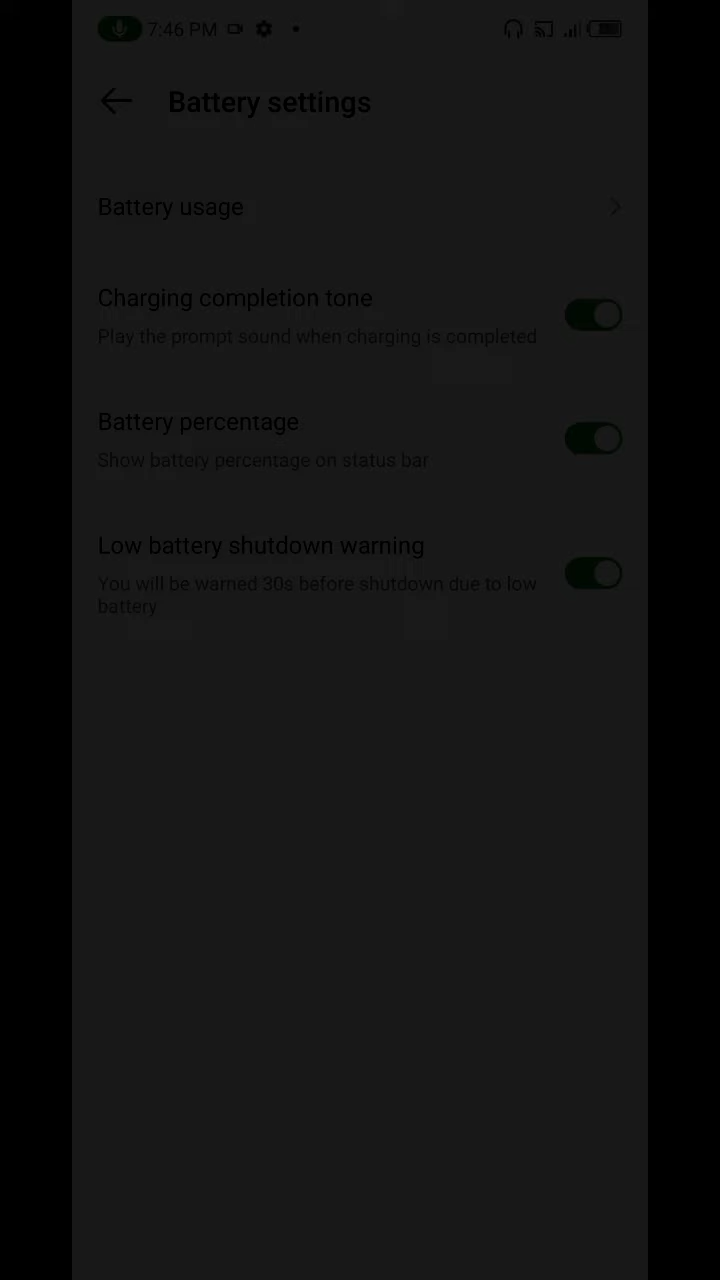 7:46 PM
Battery settings
Battery usage
Charging completion tone
Play the prompt sound when charging is completed
Battery percentage
Show battery percentage on status bar
Low battery shutdown warning
You will be warned 30s before shutdown due to low
battery